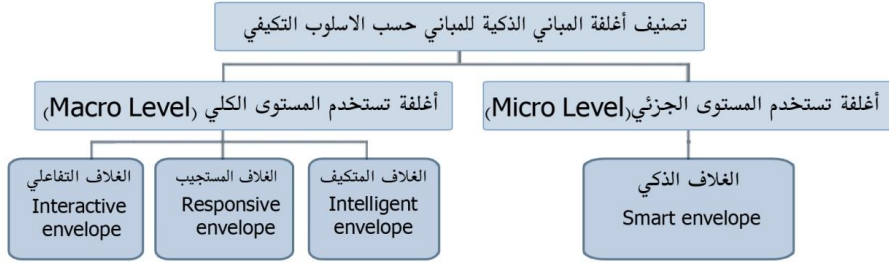 تصنيف أغلفة المباني الذكية للمباني حسب الاسلوب التكيفي
أغلفة تستخدم المستوى الجزئي(Micro Level)
أغلفة تستخدم المستوى الكلي (Macro Level)
الغلاف الذكي
Smart envelope
الغلاف المتكيف
Intelligent
envelope
الغلاف المستجيب
Responsive
envelope
الغلاف التفاعلي
Interactive
envelope